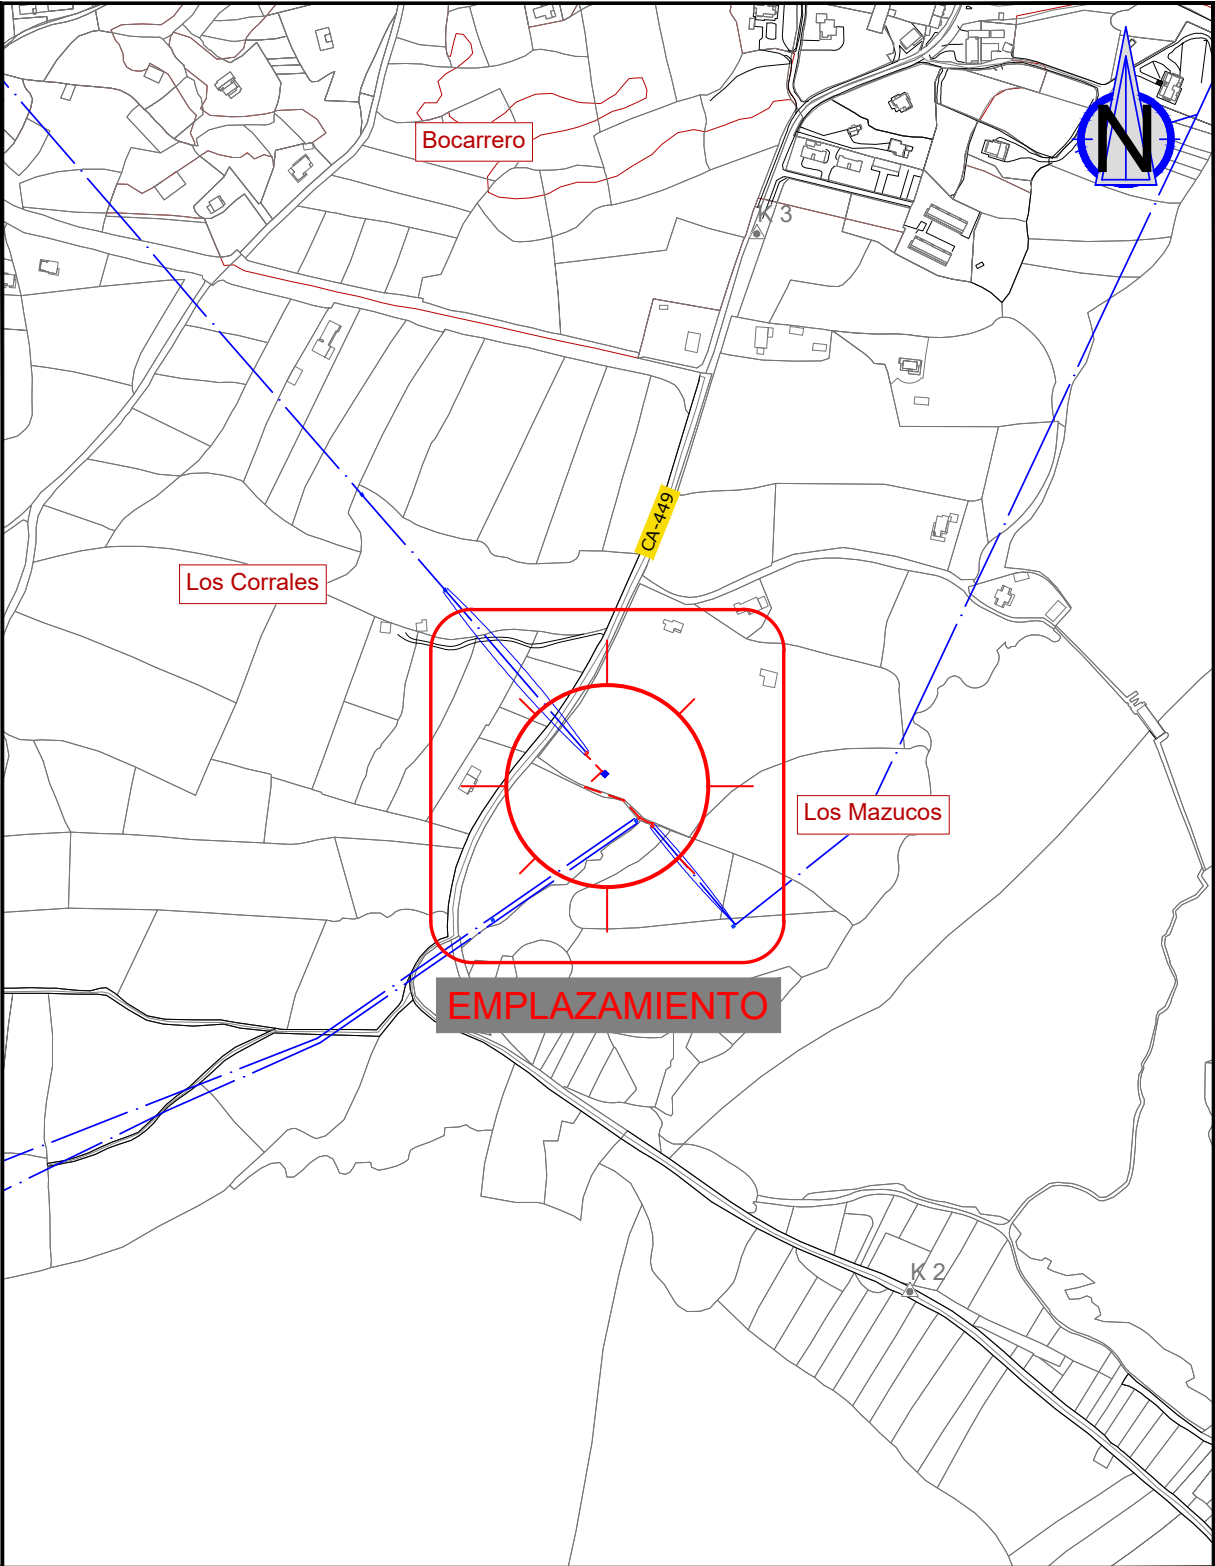 N
Bocarrero
K 3
CA-449
Los Corrales
Los Mazucos
EMPLAZAMIENTO
K 2